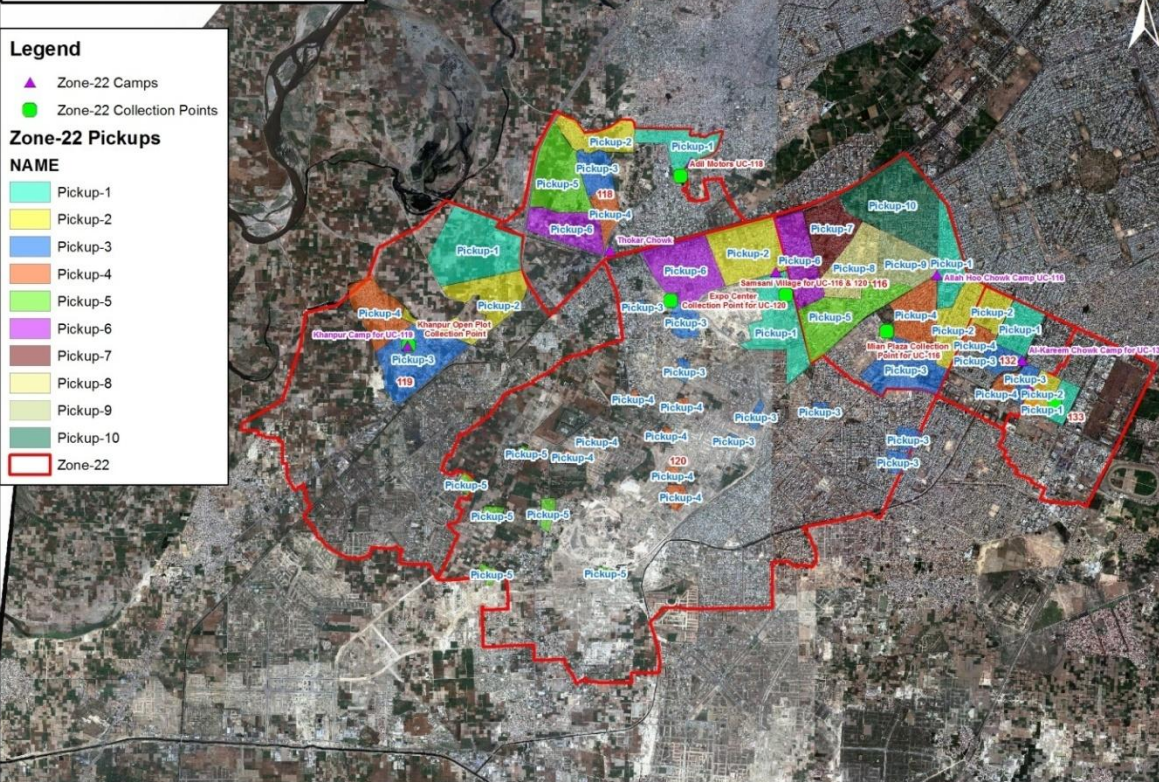 Legend
Zone-22 Camps
Zone-22 Collection Points
Zone-22 Pickups
NAME
Pickup-1
Pickup-2
Pickup-3
Pickup-4
Pickup-5
Pickup-6
Pickup-7
Pickup-8
Pickup-9
Pickup-10
Zone-22
Pickup-2
Pickup-1
Adil Motors UC-118
Pickup-3
Pickup-5
118
Pickup-4
Pickup-6
Thokar Chowk
Pickup-10
Pickup-7
Pickup-1
Pickup-2
Pickup-6
Pickup-8
Pickup-9
Pickup-1
Pickup-6
Allah Hoo Chowk Camp UC-116
Samsani Village for UC-116 & 120
116
Expo Center
Collection Point for UC-120
Pickup-2
Pickup-3
Pickup-4
Pickup-5
Pickup-4
Pickup-2
Pickup-3
Khanpur Open Plot
Collection Point
Pickup-1
Pickup-2
Pickup-1
Khanpur Camp for UC-119
Mian Plaza Collection
Point for UC-116
Pickup-4
Al-Kareem Chowk Camp for UC-13
Pickup-3
Pickup-3
132
Pickup-3
Pickup-3
Pickup-3
119
Pickup-4
Pickup-2
Pickup-4
Pickup-4
Pickup-3
Pickup-3
Pickup-1
133
Pickup-4
Pickup-4
Pickup-3
Pickup-3
Pickup-5
Pickup-4
120
Pickup-3
Pickup-4
Pickup-5
Pickup-4
Pickup-5
Pickup-5
Pickup-5
Pickup-5